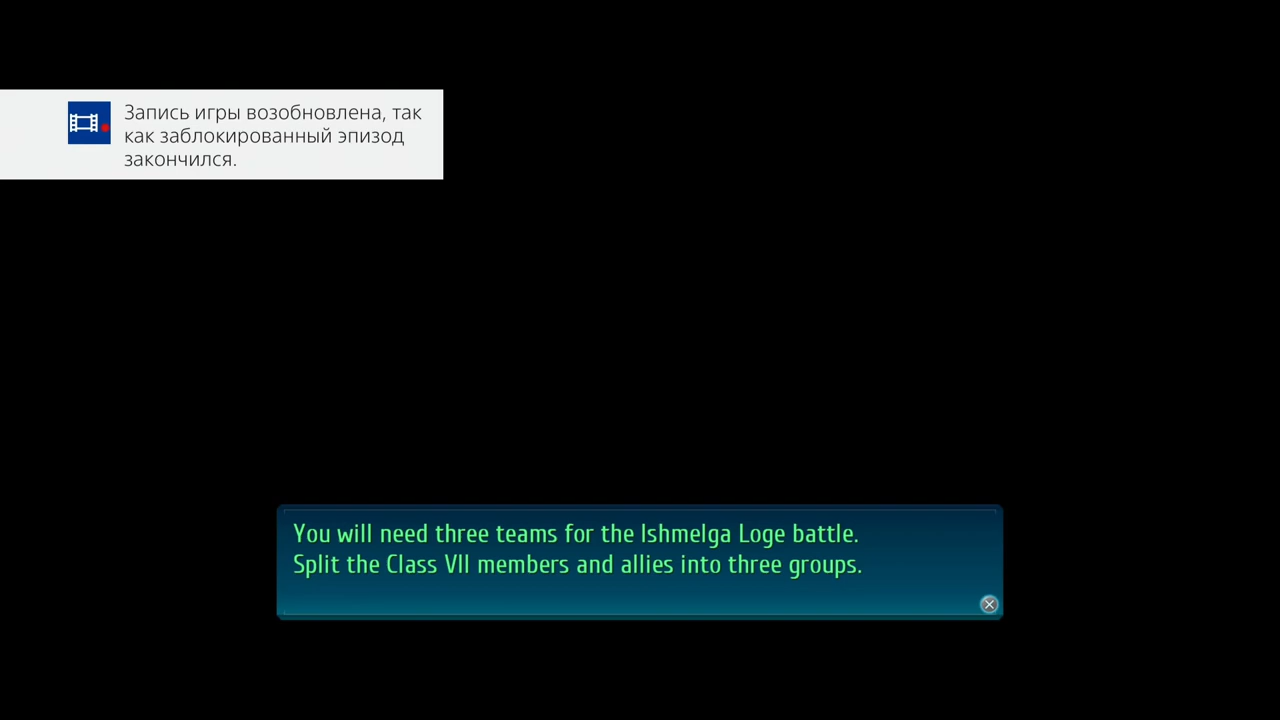 Запись игры возобновлена, так
как заблокированный эпизод
закончился.
You will need three teams for the Ishmelga Loge battle.
Split the Class VII members and allies into three groups.